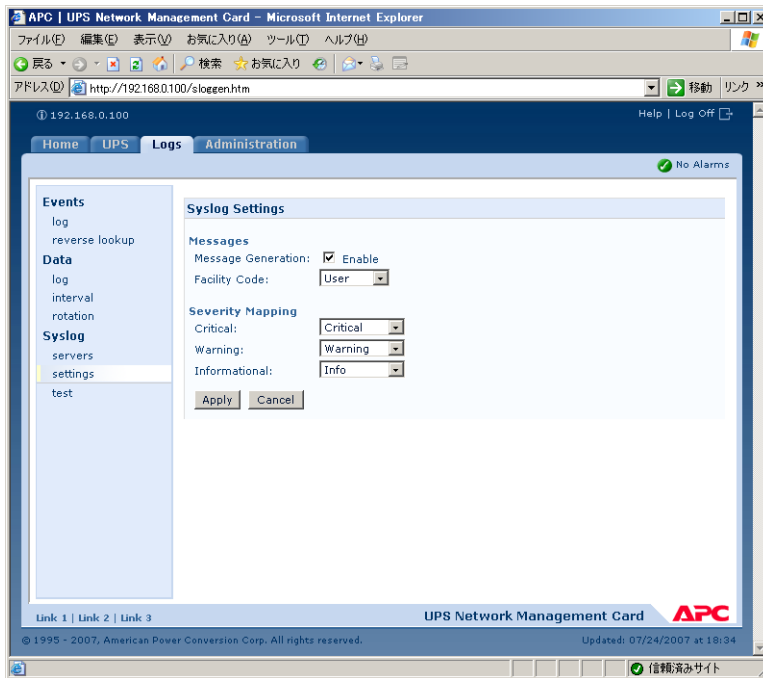 APC | UPS Network Management Card - Microsoft Internet Explorer
ファイル(F) 編集(E) 表示(V) お気に入り(A) ツール(T) ヘルプ(H)
戻る 検索 お気に入り
アドレス(D) http://192.168.0.100/sloggen.htm 移動 リンク »
192.168.0.100 Help | Log Off
Home UPS Logs Administration
No Alarms
Events
log
reverse lookup
Data
log
interval
rotation
Syslog
servers
settings
test
Syslog Settings
Messages
Message Generation: Enable
Facility Code: User
Severity Mapping
Critical: Critical
Warning: Warning
Informational: Info
Apply Cancel
Link 1 | Link 2 | Link 3 UPS Network Management Card APC
© 1995 - 2007, American Power Conversion Corp. All rights reserved. Updated: 07/24/2007 at 18:34
信頼済みサイト